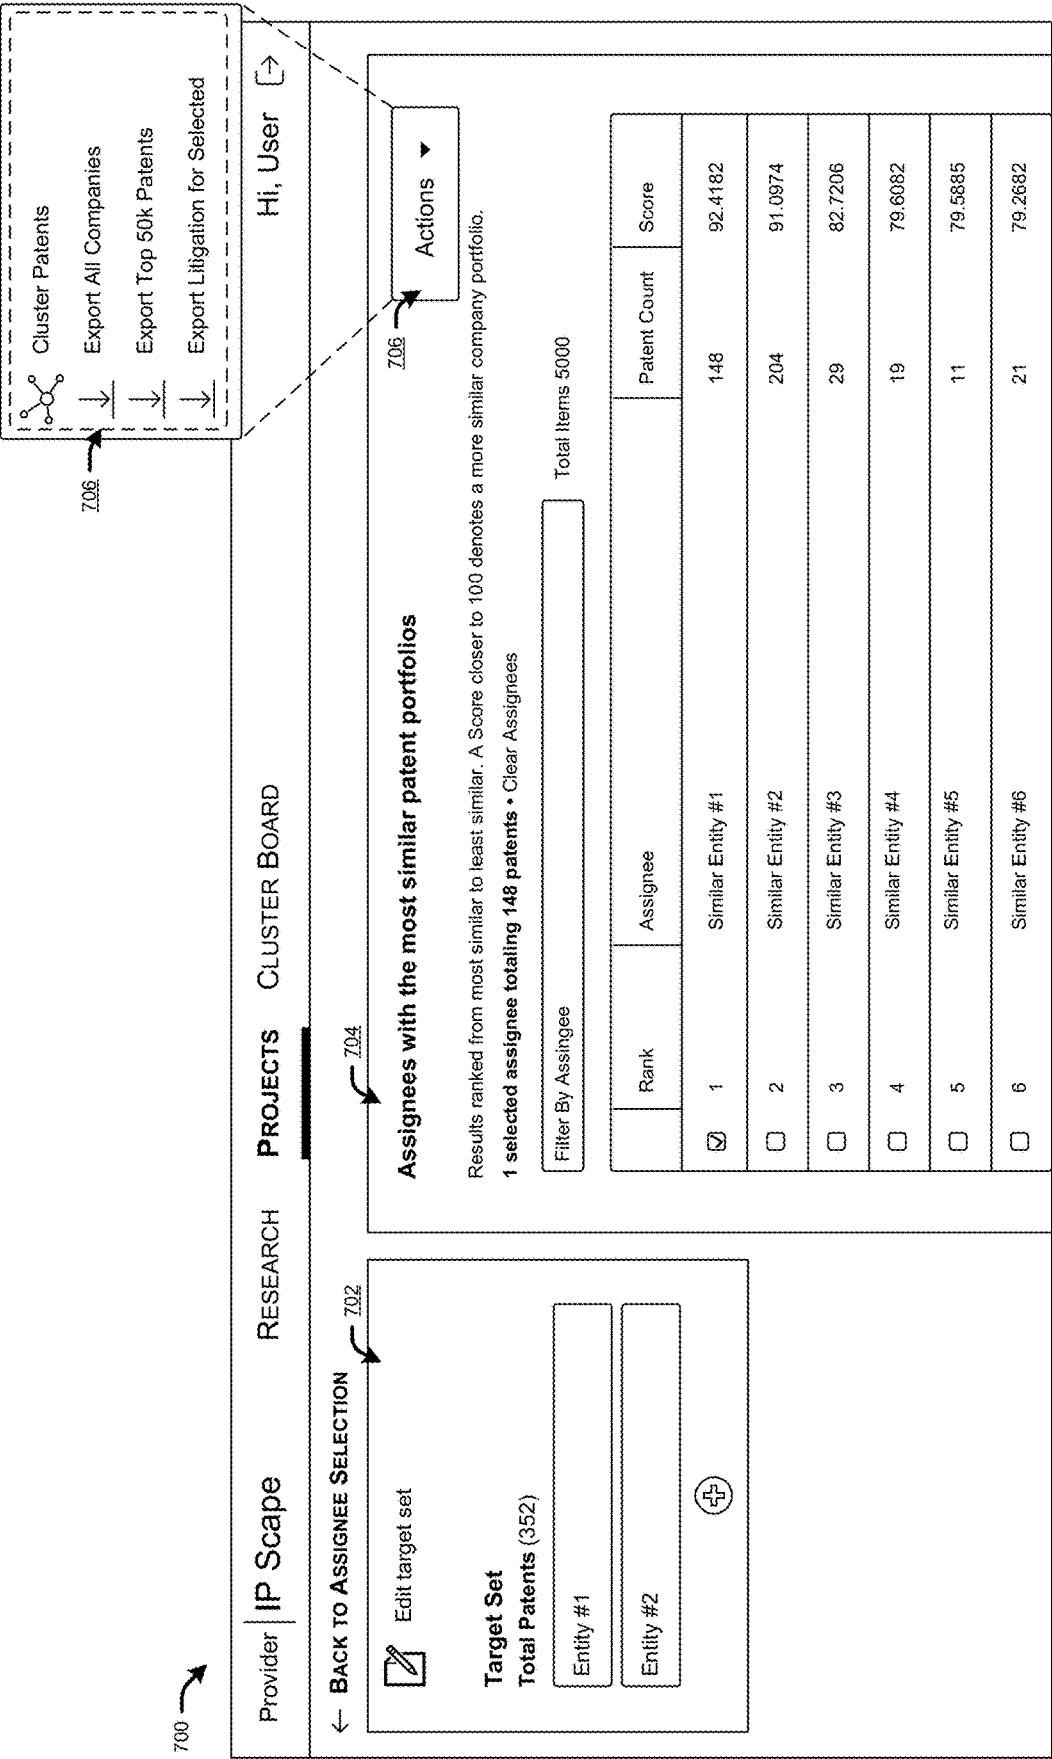 700
Provider | IP Scape RESEARCH PROJECTS CLUSTER BOARD Hi, User
706
Cluster Patents
Export All Companies
Export Top 50k Patents
Export Litigation for Selected
← BACK TO ASSIGNEE SELECTION
702
Edit target set
Target Set
Total Patents (352)
Entity #1
Entity #2
704
Assignees with the most similar patent portfolios
706
Actions
Results ranked from most similar to least similar. A Score closer to 100 denotes a more similar company portfolio.
1 selected assignee totaling 148 patents • Clear Assignees
Filter By Assingee
Total Items 5000
Rank Assignee Patent Count Score
1 Similar Entity #1 148 92.4182
2 Similar Entity #2 204 91.0974
3 Similar Entity #3 29 82.7206
4 Similar Entity #4 19 79.6082
5 Similar Entity #5 11 79.5885
6 Similar Entity #6 21 79.2682